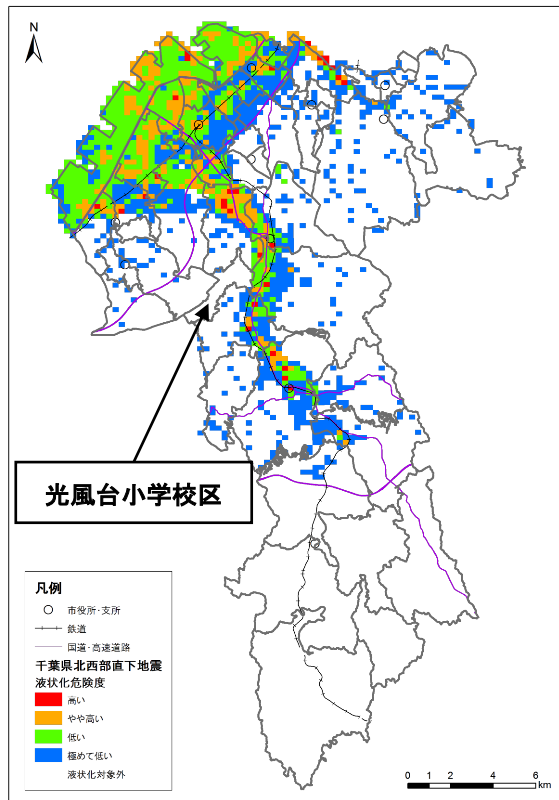 N
光風台小学校区
凡例
市役所・支所
鉄道
国道・高速道路
千葉県北西部直下地震
液状化危険度
高い
やや高い
低い
極めて低い
液状化対象外
0 1 2 4 6
km